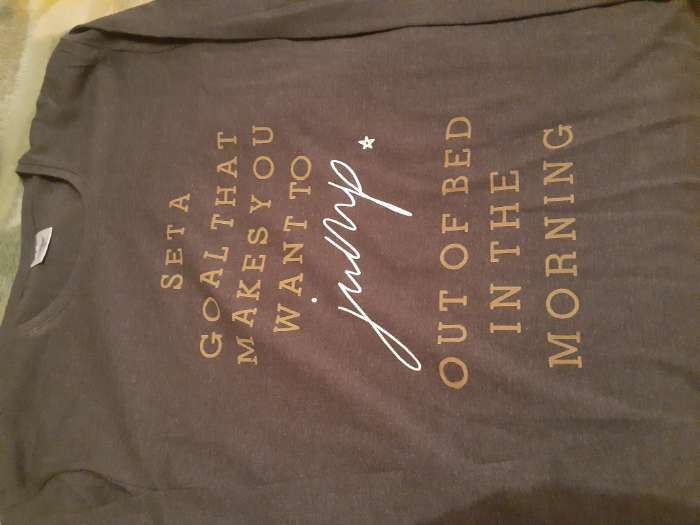 SET A
GOAL THAT
MAKES YOU
WANT TO
jump
OUT OF BED
IN THE
MORNING